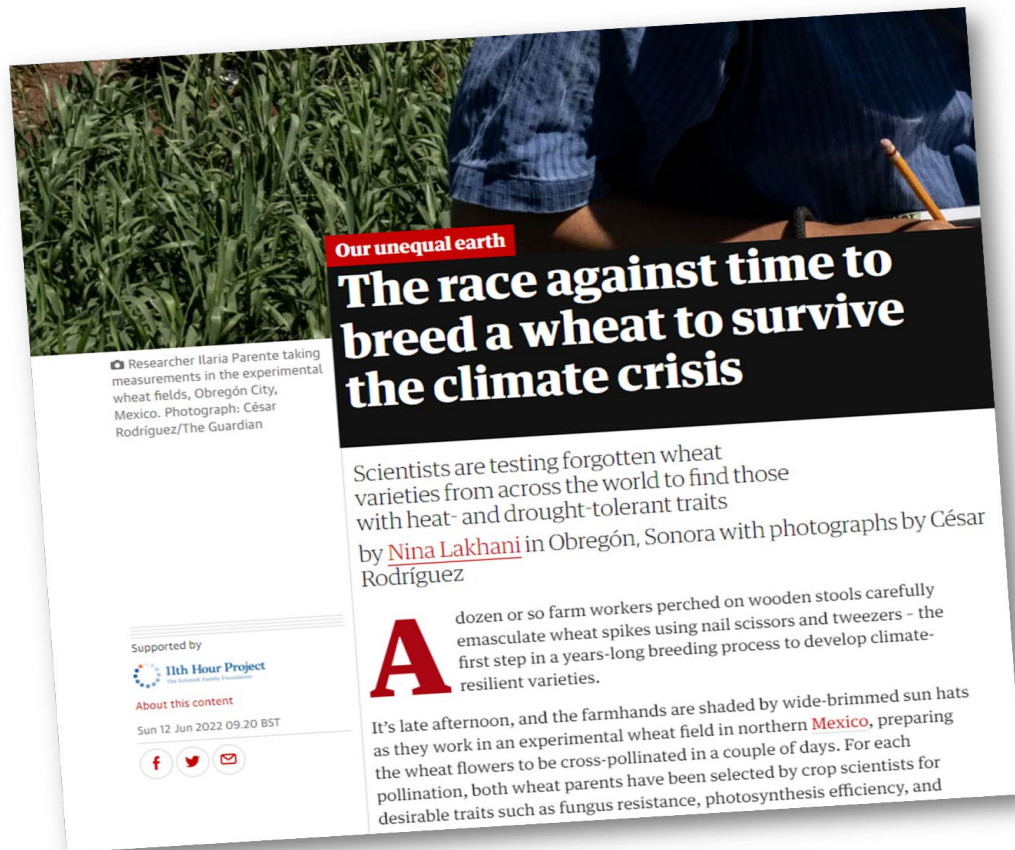 Our unequal earth
The race against time to
breed a wheat to survive
the climate crisis
Researcher Ilaria Parente taking
measurements in the experimental
wheat fields, Obregón City,
Mexico. Photograph: César
Rodríguez/The Guardian
Scientists are testing forgotten wheat
varieties from across the world to find those
with heat- and drought-tolerant traits
by Nina Lakhani in Obregón, Sonora with photographs by César
Rodríguez
Supported by
11th Hour Project
The Schmidt Family Foundation
About this content
Sun 12 Jun 2022 09.20 BST
A dozen or so farm workers perched on wooden stools carefully
emasculate wheat spikes using nail scissors and tweezers – the
first step in a years-long breeding process to develop climate-
resilient varieties.
It’s late afternoon, and the farmhands are shaded by wide-brimmed sun hats
as they work in an experimental wheat field in northern Mexico, preparing
the wheat flowers to be cross-pollinated in a couple of days. For each
pollination, both wheat parents have been selected by crop scientists for
desirable traits such as fungus resistance, photosynthesis efficiency, and